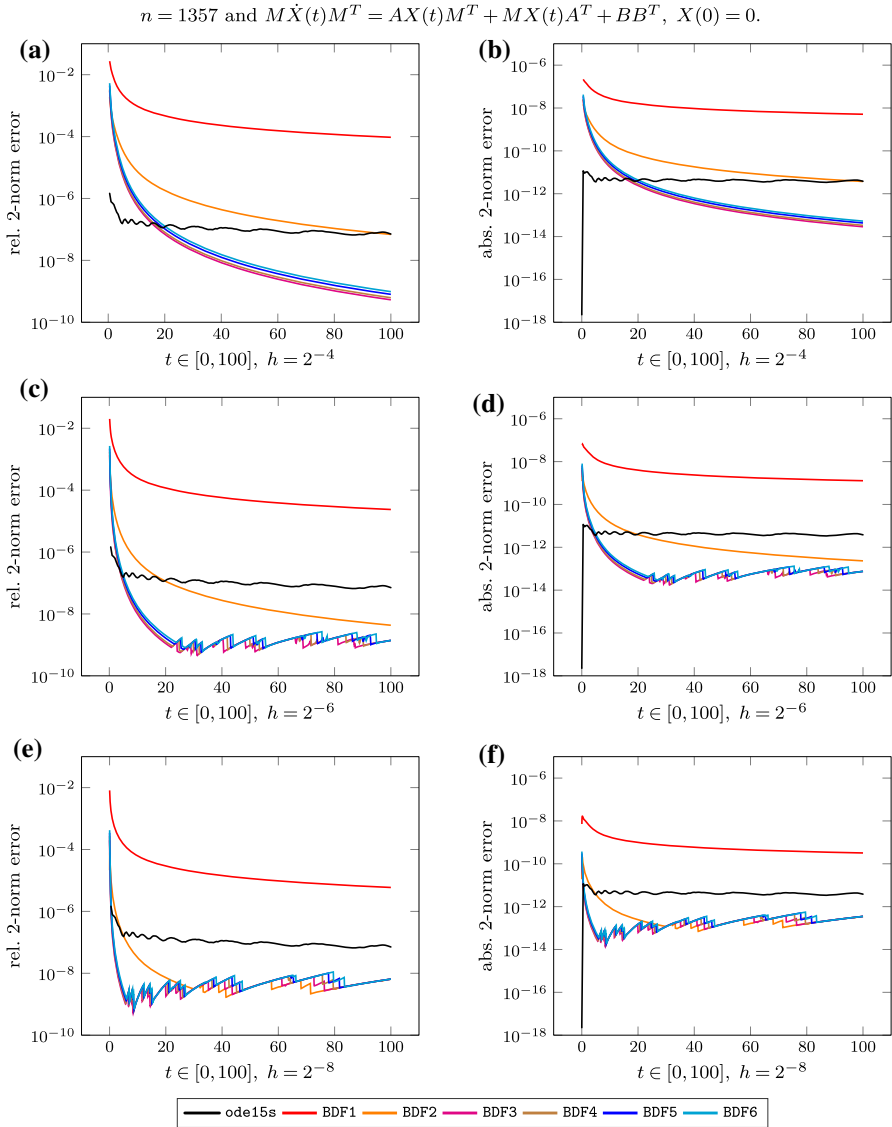 n = 1357 and MẊ(t)M^T = AX(t)M^T + MX(t)A^T + BB^T, X(0) = 0.
(a)
rel. 2-norm error
10^−2
10^−4
10^−6
10^−8
10^−10
0 20 40 60 80 100
t ∈ [0, 100], h = 2^−4
(b)
abs. 2-norm error
10^−6
10^−8
10^−10
10^−12
10^−14
10^−16
10^−18
0 20 40 60 80 100
t ∈ [0, 100], h = 2^−4
(c)
rel. 2-norm error
10^−2
10^−4
10^−6
10^−8
10^−10
0 20 40 60 80 100
t ∈ [0, 100], h = 2^−6
(d)
abs. 2-norm error
10^−6
10^−8
10^−10
10^−12
10^−14
10^−16
10^−18
0 20 40 60 80 100
t ∈ [0, 100], h = 2^−6
(e)
rel. 2-norm error
10^−2
10^−4
10^−6
10^−8
10^−10
0 20 40 60 80 100
t ∈ [0, 100], h = 2^−8
(f)
abs. 2-norm error
10^−6
10^−8
10^−10
10^−12
10^−14
10^−16
10^−18
0 20 40 60 80 100
t ∈ [0, 100], h = 2^−8
ode15s BDF1 BDF2 BDF3 BDF4 BDF5 BDF6